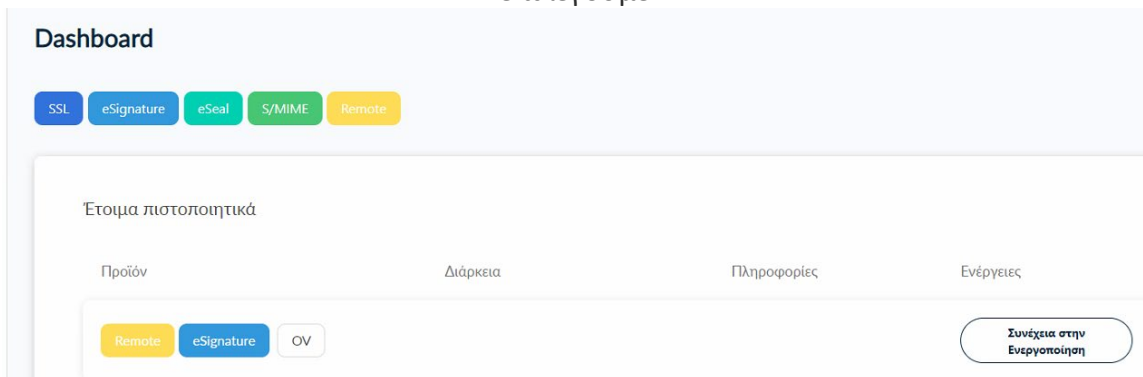 Dashboard
SSL eSignature eSeal S/MIME Remote
Έτοιμα πιστοποιητικά
Προϊόν Διάρκεια Πληροφορίες Ενέργειες
Remote eSignature OV Συνέχεια στην
Ενεργοποίηση